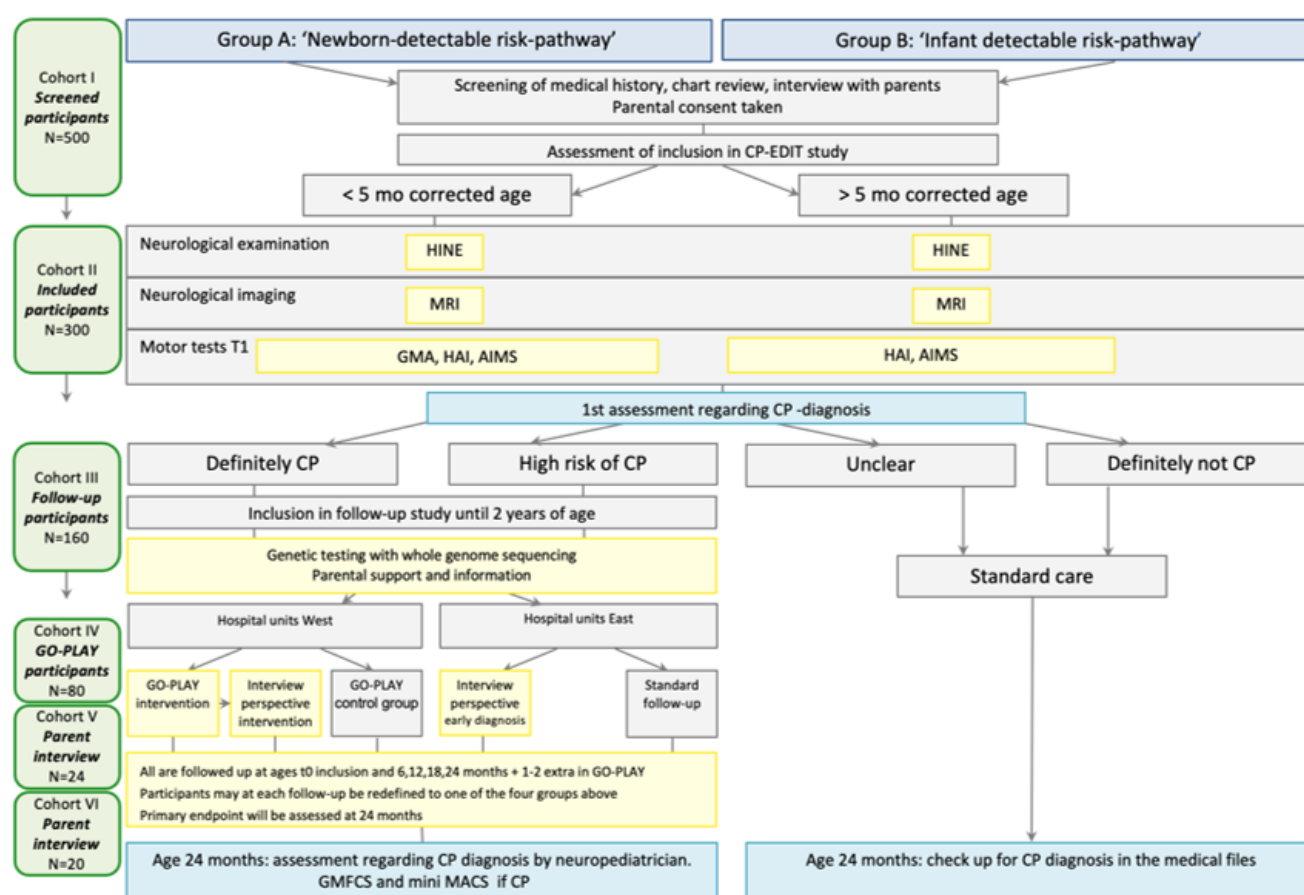 Group A: ‘Newborn-detectable risk-pathway’
Group B: ‘Infant detectable risk-pathway’
Cohort I
Screened
participants
N=500
Screening of medical history, chart review, interview with parents
Parental consent taken
Assessment of inclusion in CP-EDIT study
< 5 mo corrected age
> 5 mo corrected age
Cohort II
Included
participants
N=300
Neurological examination
HINE
HINE
Neurological imaging
MRI
MRI
Motor tests T1
GMA, HAI, AIMS
HAI, AIMS
1st assessment regarding CP -diagnosis
Cohort III
Follow-up
participants
N=160
Definitely CP
High risk of CP
Unclear
Definitely not CP
Inclusion in follow-up study until 2 years of age
Genetic testing with whole genome sequencing
Parental support and information
Standard care
Cohort IV
GO-PLAY
participants
N=80
Hospital units West
Hospital units East
GO-PLAY
intervention
Interview
perspective
intervention
GO-PLAY
control group
Interview
perspective
early diagnosis
Standard
follow-up
Cohort V
Parent
interview
N=24
All are followed up at ages t0 inclusion and 6,12,18,24 months + 1-2 extra in GO-PLAY
Participants may at each follow-up be redefined to one of the four groups above
Primary endpoint will be assessed at 24 months
Cohort VI
Parent
interview
N=20
Age 24 months: assessment regarding CP diagnosis by neuropediatrician.
GMFCS and mini MACS if CP
Age 24 months: check up for CP diagnosis in the medical files